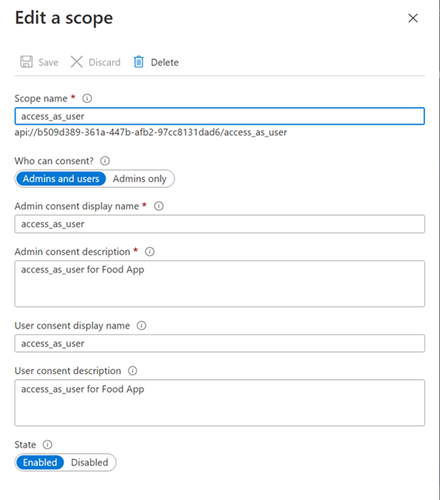 Edit a scope
Save Discard Delete
Scope name *
access_as_user
api://b509d389-361a-447b-afb2-97cc8131dad6/access_as_user
Who can consent?
Admins and users Admins only
Admin consent display name *
access_as_user
Admin consent description *
access_as_user for Food App
User consent display name
access_as_user
User consent description
access_as_user for Food App
State
Enabled Disabled